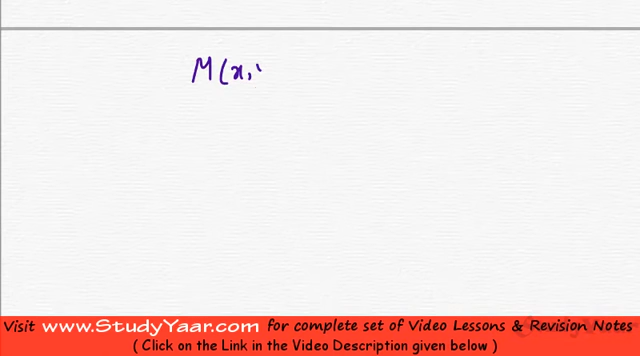 M(x,
Visit www.StudyYaar.com for complete set of Video Lessons & Revision Notes
( Click on the Link in the Video Description given below )